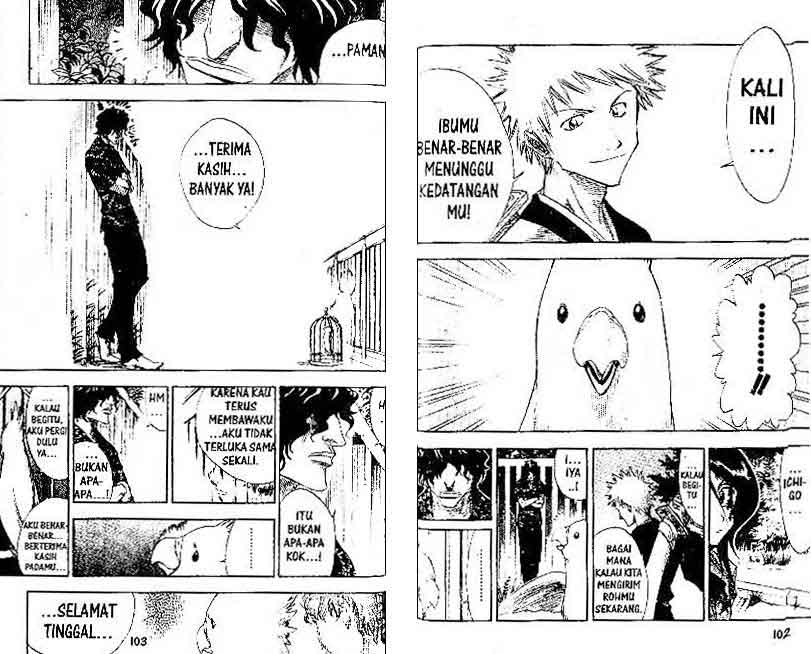 KALI
INI
...
IBUMU
BENAR-BENAR
MENUNGGU
KEDATANGAN
MU!
...
ICHI-
GO
...
KALAU
BEGI-
TU
...
BAGAI
MANA
KALAU KITA
MENGIRIM
ROHMU
SEKARANG.
I...
IYA
..!
102
...PAMAN
...TERIMA
KASIH...
BANYAK YA!
ITU
BUKAN
APA-APA
KOK...!
KARENA KAU
TERUS
MEMBAWAKU
...AKU TIDAK
TERLUKA SAMA
SEKALI.
HM
...
...
BUKAN
APA-
APA...!
...
KALAU
BEGITU,
AKU PERGI
DULU
YA...
AKU BENAR-
BENAR...
BERTERIMA
KASIH
PADAMU...
...SELAMAT
TINGGAL...
103